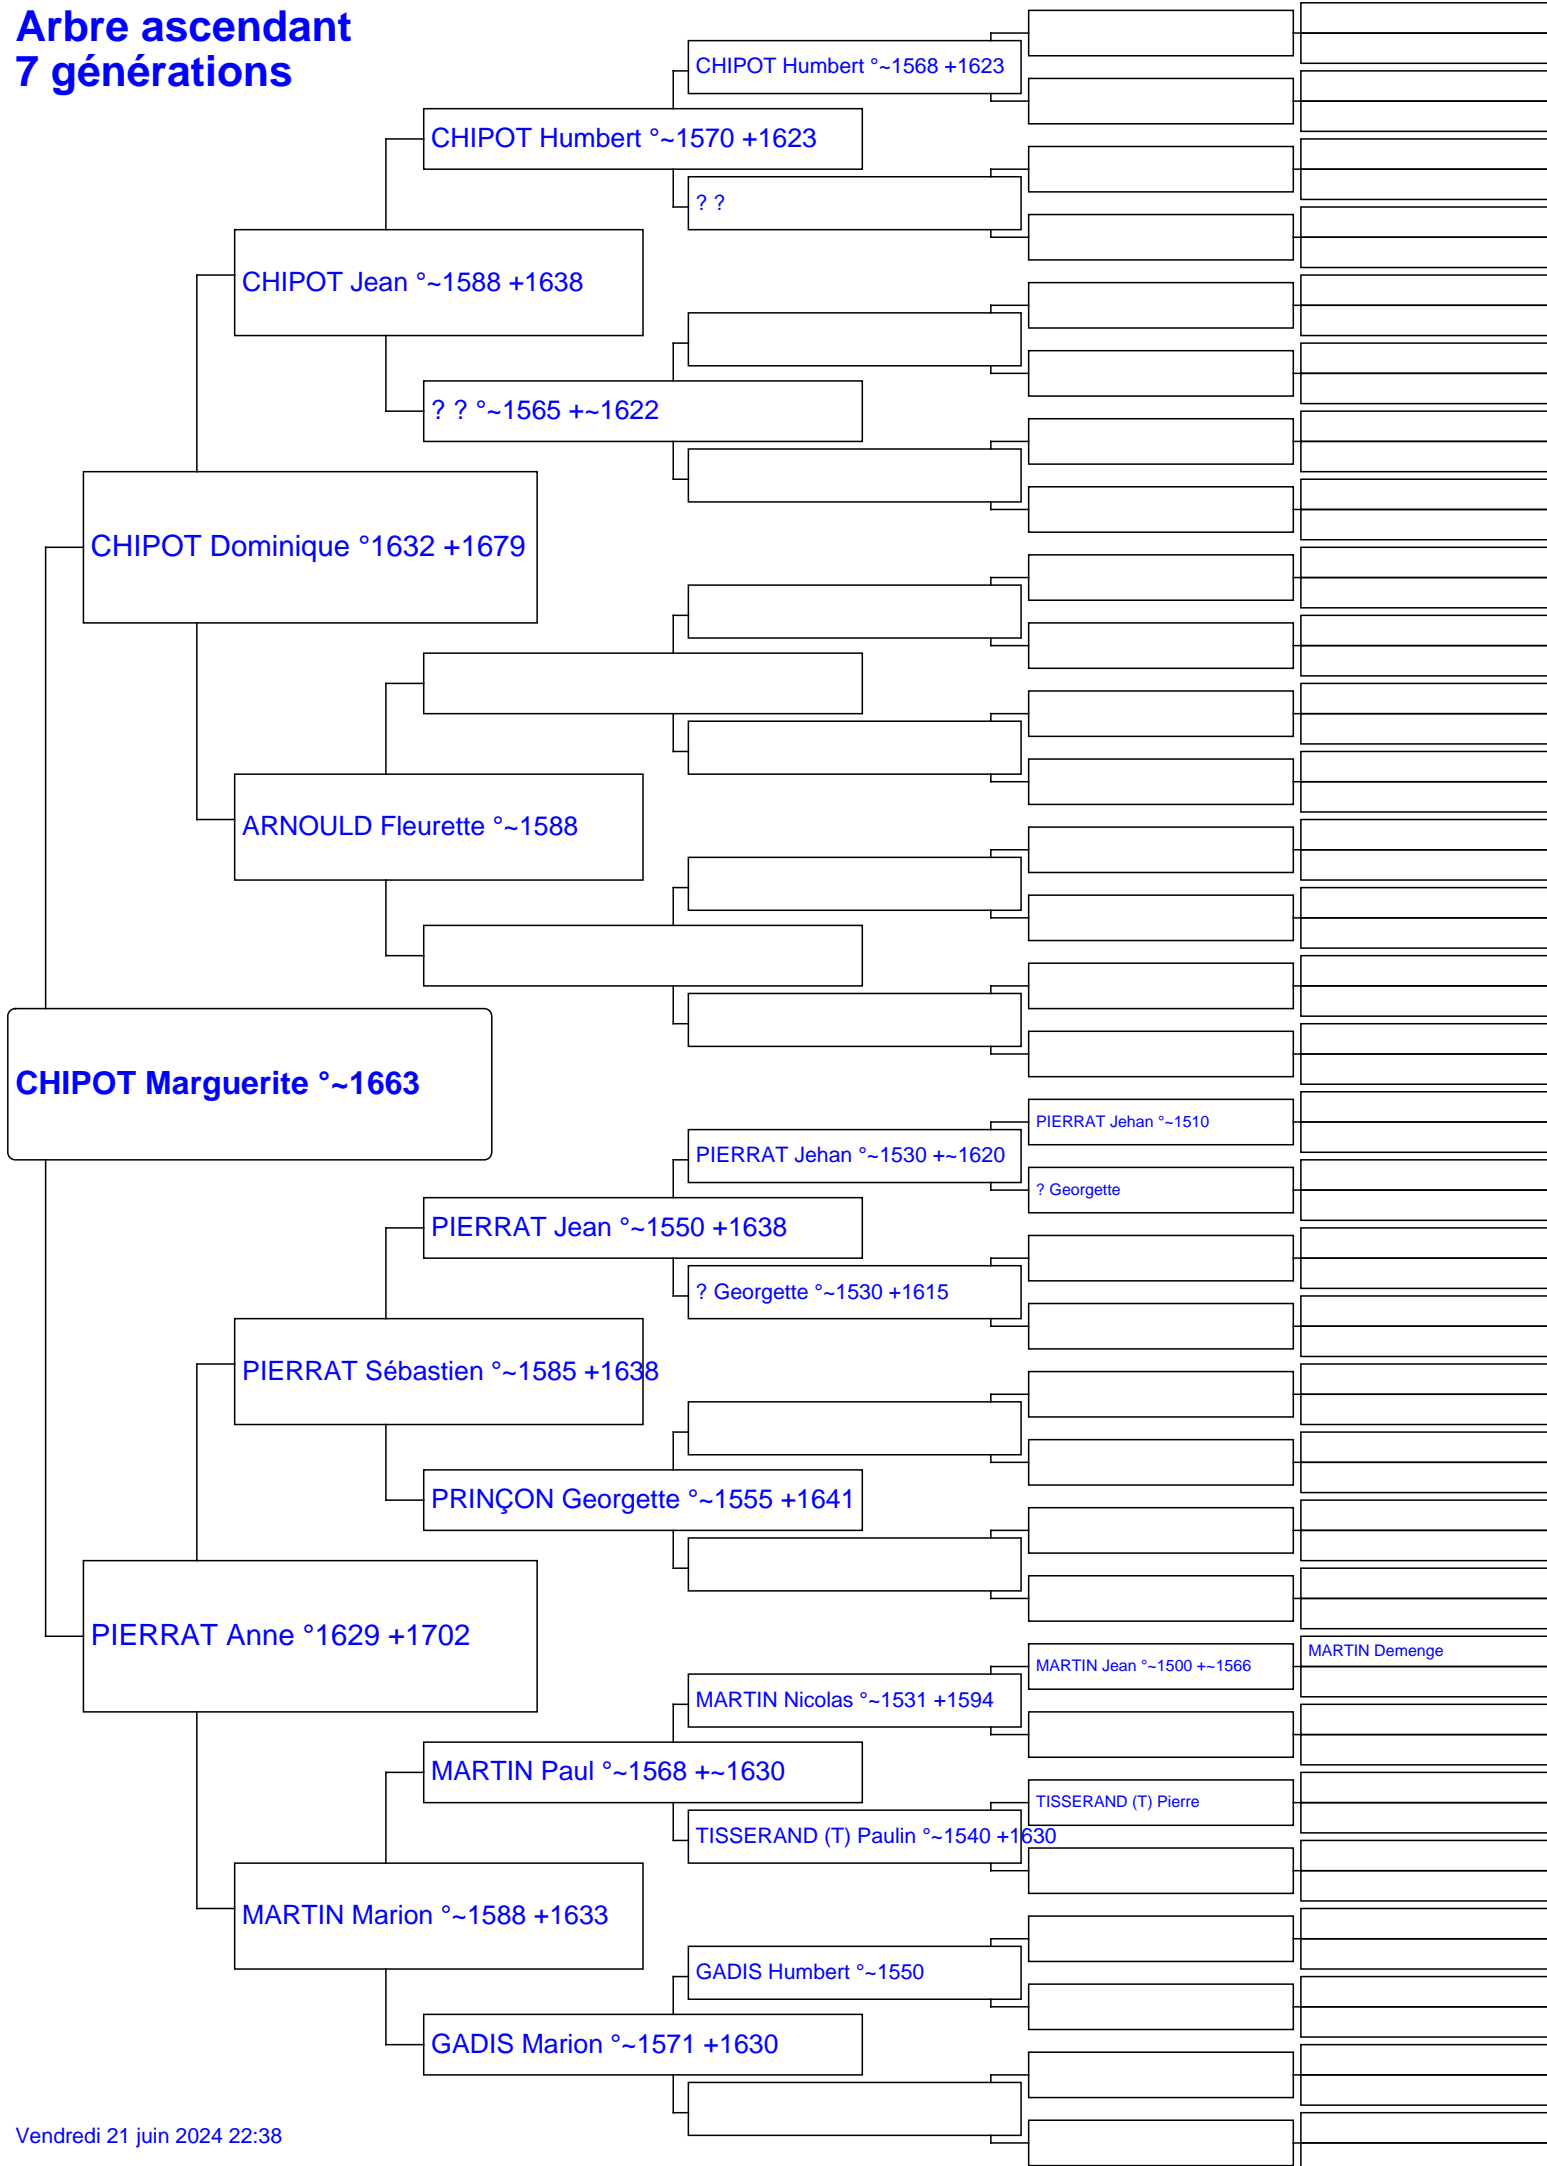 Arbre ascendant
7 générations
CHIPOT Humbert °~1568 +1623
CHIPOT Humbert °~1570 +1623
? ?
CHIPOT Jean °~1588 +1638
? ? °~1565 +~1622
CHIPOT Dominique °1632 +1679
ARNOULD Fleurette °~1588
CHIPOT Marguerite °~1663
PIERRAT Jehan °~1510
PIERRAT Jehan °~1530 +~1620
? Georgette
PIERRAT Jean °~1550 +1638
? Georgette °~1530 +1615
PIERRAT Sébastien °~1585 +1638
PRINÇON Georgette °~1555 +1641
PIERRAT Anne °1629 +1702
MARTIN Demenge
MARTIN Jean °~1500 +~1566
MARTIN Nicolas °~1531 +1594
MARTIN Paul °~1568 +~1630
TISSERAND (T) Pierre
TISSERAND (T) Paulin °~1540 +1630
MARTIN Marion °~1588 +1633
GADIS Humbert °~1550
GADIS Marion °~1571 +1630
Vendredi 21 juin 2024 22:38